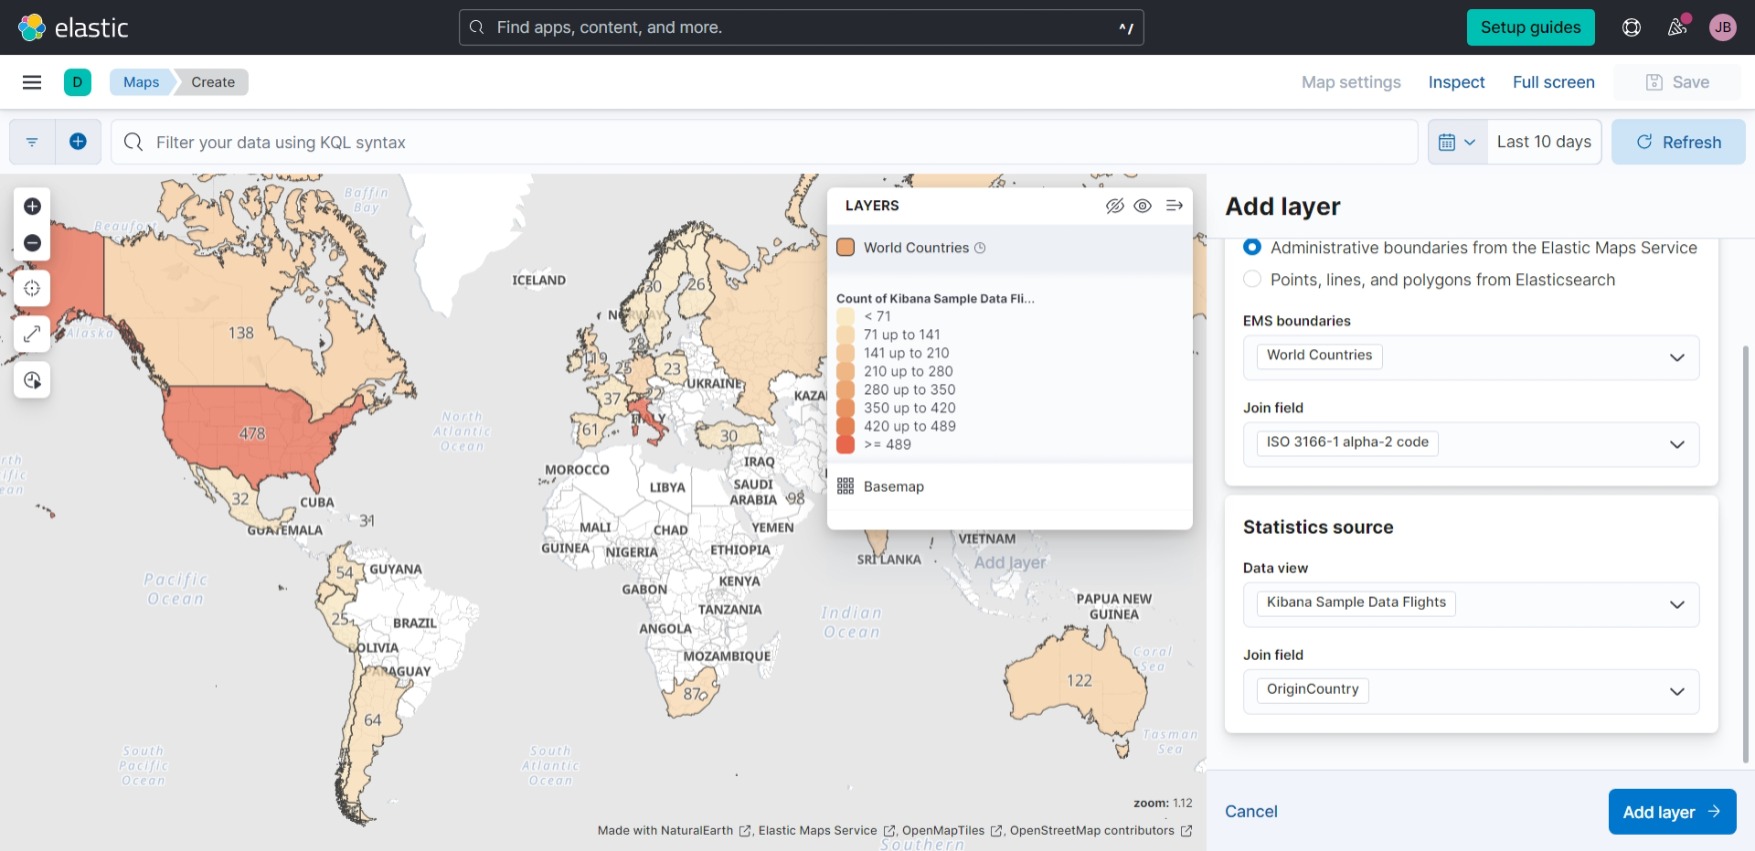 elastic
Find apps, content, and more.
^/
Setup guides
JB
D
Maps
Create
Map settings
Inspect
Full screen
Save
Filter your data using KQL syntax
Last 10 days
Refresh
Baffin
Bay
Beaufort
Alaska
138
478
32
CUBA
31
GUATEMALA
54
GUYANA
25
BRAZIL
BOLIVIA
PARAGUAY
64
Pacific
Ocean
North
Atlantic
Ocean
South
Pacific
Ocean
South
Atlantic
Ocean
ICELAND
30
26
NORWAY
28
119
25
23
UKRAINE
37
22
ITALY
61
30
KAZA
MOROCCO
IRAQ
LIBYA
SAUDI
ARABIA
98
MALI
CHAD
YEMEN
GUINEA
NIGERIA
ETHIOPIA
GABON
KENYA
TANZANIA
ANGOLA
MOZAMBIQUE
87
Indian
Ocean
SRI LANKA
VIETNAM
Add layer
PAPUA NEW
GUINEA
Coral
Sea
122
Tasman
Sea
Southern
LAYERS
World Countries
Count of Kibana Sample Data Fli...
< 71
71 up to 141
141 up to 210
210 up to 280
280 up to 350
350 up to 420
420 up to 489
>= 489
Basemap
zoom: 1.12
Made with NaturalEarth, Elastic Maps Service, OpenMapTiles, OpenStreetMap contributors
Add layer
Administrative boundaries from the Elastic Maps Service
Points, lines, and polygons from Elasticsearch
EMS boundaries
World Countries
Join field
ISO 3166-1 alpha-2 code
Statistics source
Data view
Kibana Sample Data Flights
Join field
OriginCountry
Cancel
Add layer